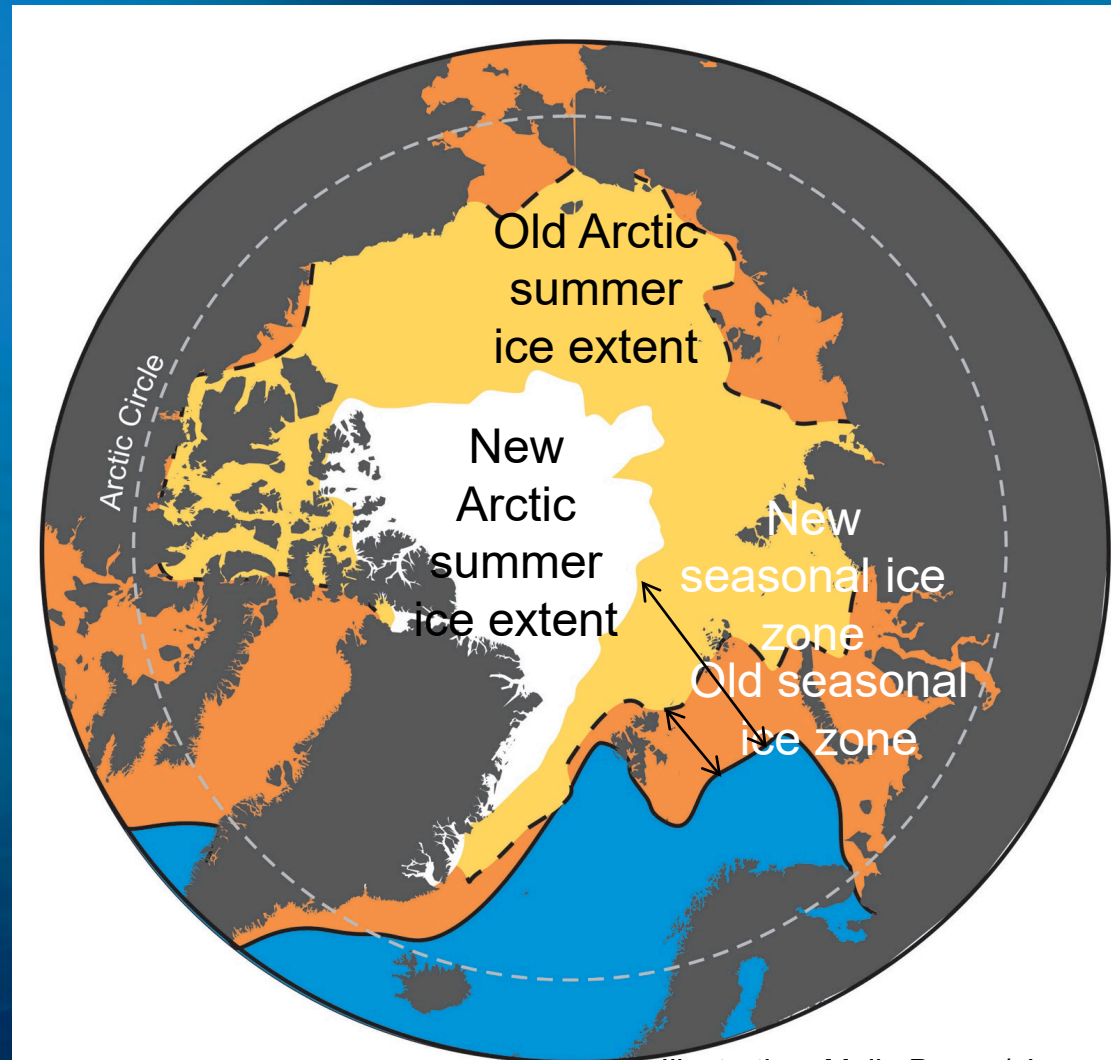 Old Arctic
summer
ice extent
Arctic Circle
New
Arctic
summer
ice extent
New
seasonal ice
zone
Old seasonal
ice zone